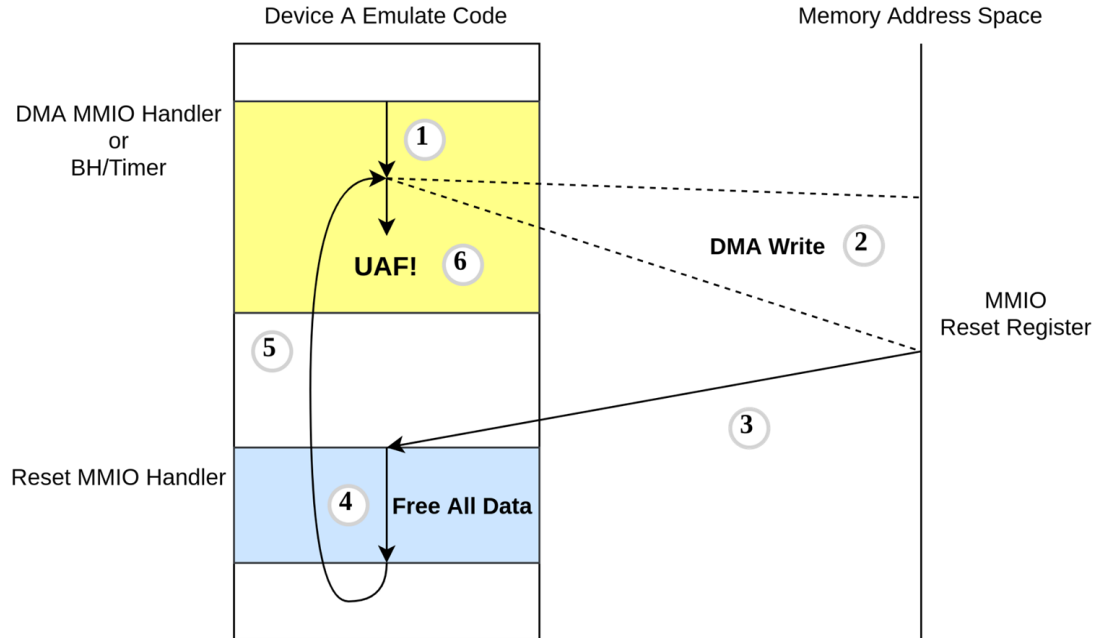 Device A Emulate Code
Memory Address Space
DMA MMIO Handler
or
BH/Timer
1
DMA Write
2
UAF!
6
MMIO
Reset Register
5
3
Reset MMIO Handler
4
Free All Data